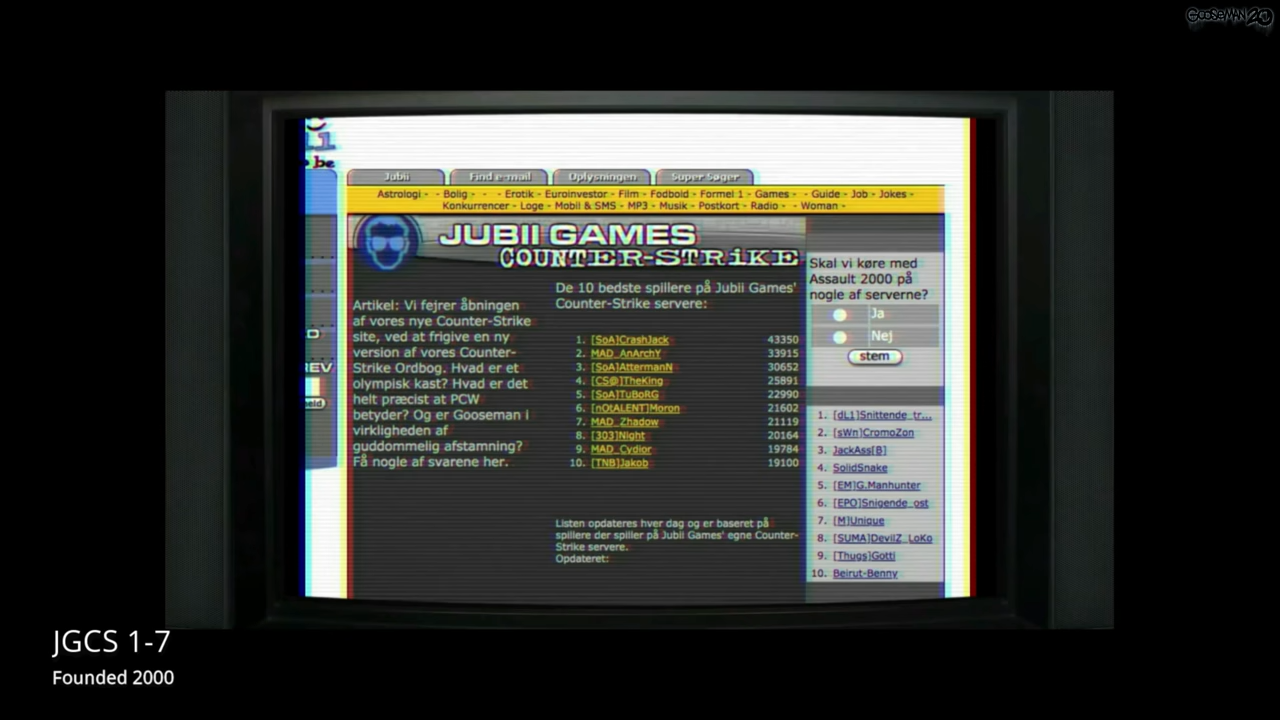 GOOSEMAN20
Jubii
Find e-mail
Oplysningen
Super Søger
Astrologi - - Bolig - - - Erotik - Euroinvestor - Film - Fodbold - Formel 1 - Games - - Guide - Job - Jokes -
Konkurrencer - Loge - Mobil & SMS - MP3 - Musik - Postkort - Radio - - Woman -
JUBII GAMES
COUNTER-STRiKE
Artikel: Vi fejrer åbningen
af vores nye Counter-Strike
site, ved at frigive en ny
version af vores Counter-
Strike Ordbog. Hvad er et
olympisk kast? Hvad er det
helt præcist at PCW
betyder? Og er Gooseman i
virkligheden af
guddommelig afstamning?
Få nogle af svarene her.
De 10 bedste spillere på Jubii Games'
Counter-Strike servere:
1. [SoA]CrashJack 43350
2. MAD_AnArchY 33915
3. [SoA]AttermanN 30652
4. [CS@]TheKing 25891
5. [SoA]TuBoRG 22990
6. [nOtALENT]Moron 21602
7. MAD_Zhadow 21119
8. [303]Night 20164
9. MAD_Cydior 19784
10. [TNB]Jakob 19100
Listen opdateres hver dag og er baseret på
spillere der spiller på Jubii Games' egne Counter-
Strike servere.
Opdateret:
Skal vi køre med
Assault 2000 på
nogle af serverne?
Ja
Nej
stem
1. [dL1]Snittende_tr...
2. [sWn]CromoZon
3. JackAss[B]
4. SolidSnake
5. [EM]G.Manhunter
6. [EPO]Snigende_ost
7. [M]Unique
8. [SUMA]DevilZ_LoKo
9. [Thugs]Gotti
10. Beirut-Benny
be
REV
JGCS 1-7
Founded 2000